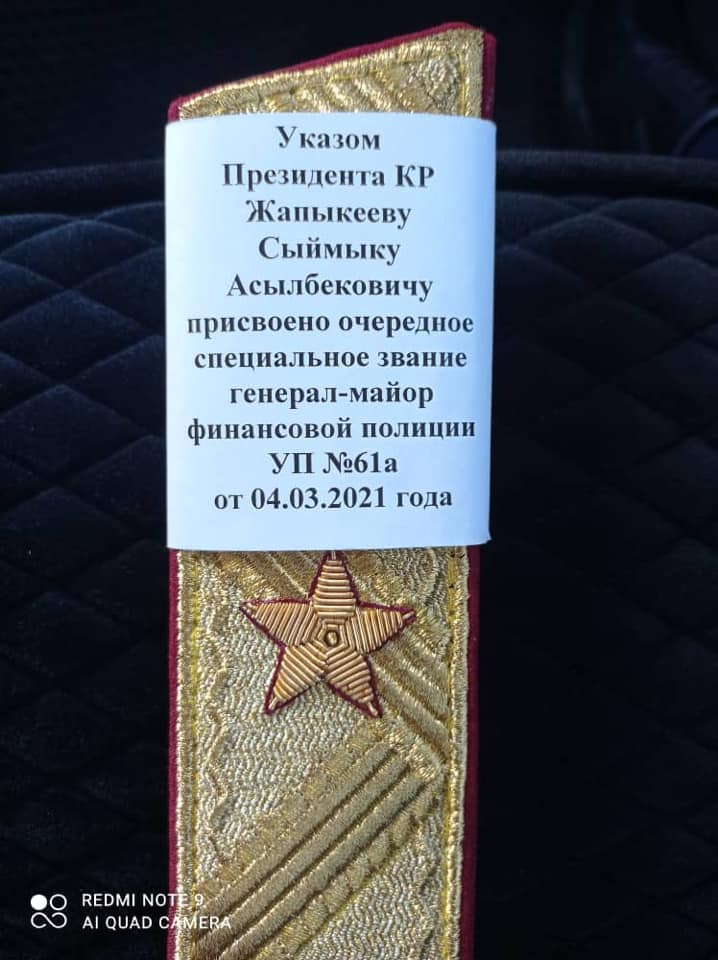 Указом
Президента КР
Жапыкееву
Сыймыку
Асылбековичу
присвоено очередное
специальное звание
генерал-майор
финансовой полиции
УП №61а
от 04.03.2021 года
REDMI NOTE 9
AI QUAD CAMERA